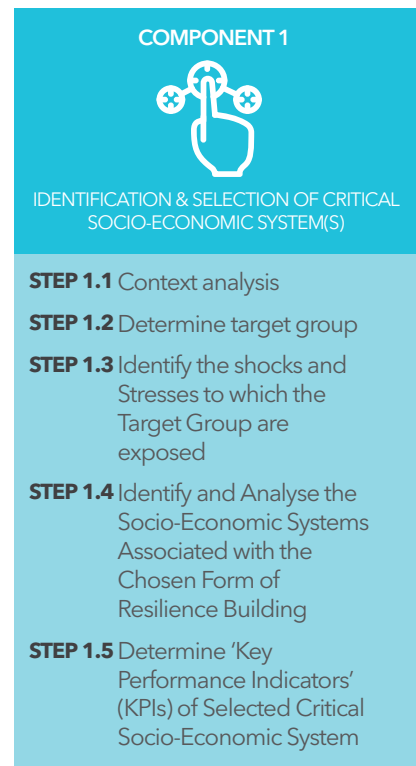 COMPONENT 1
IDENTIFICATION & SELECTION OF CRITICAL
SOCIO-ECONOMIC SYSTEM(S)
STEP 1.1 Context analysis
STEP 1.2 Determine target group
STEP 1.3 Identify the shocks and
Stresses to which the
Target Group are
exposed
STEP 1.4 Identify and Analyse the
Socio-Economic Systems
Associated with the
Chosen Form of
Resilience Building
STEP 1.5 Determine ‘Key
Performance Indicators’
(KPIs) of Selected Critical
Socio-Economic System